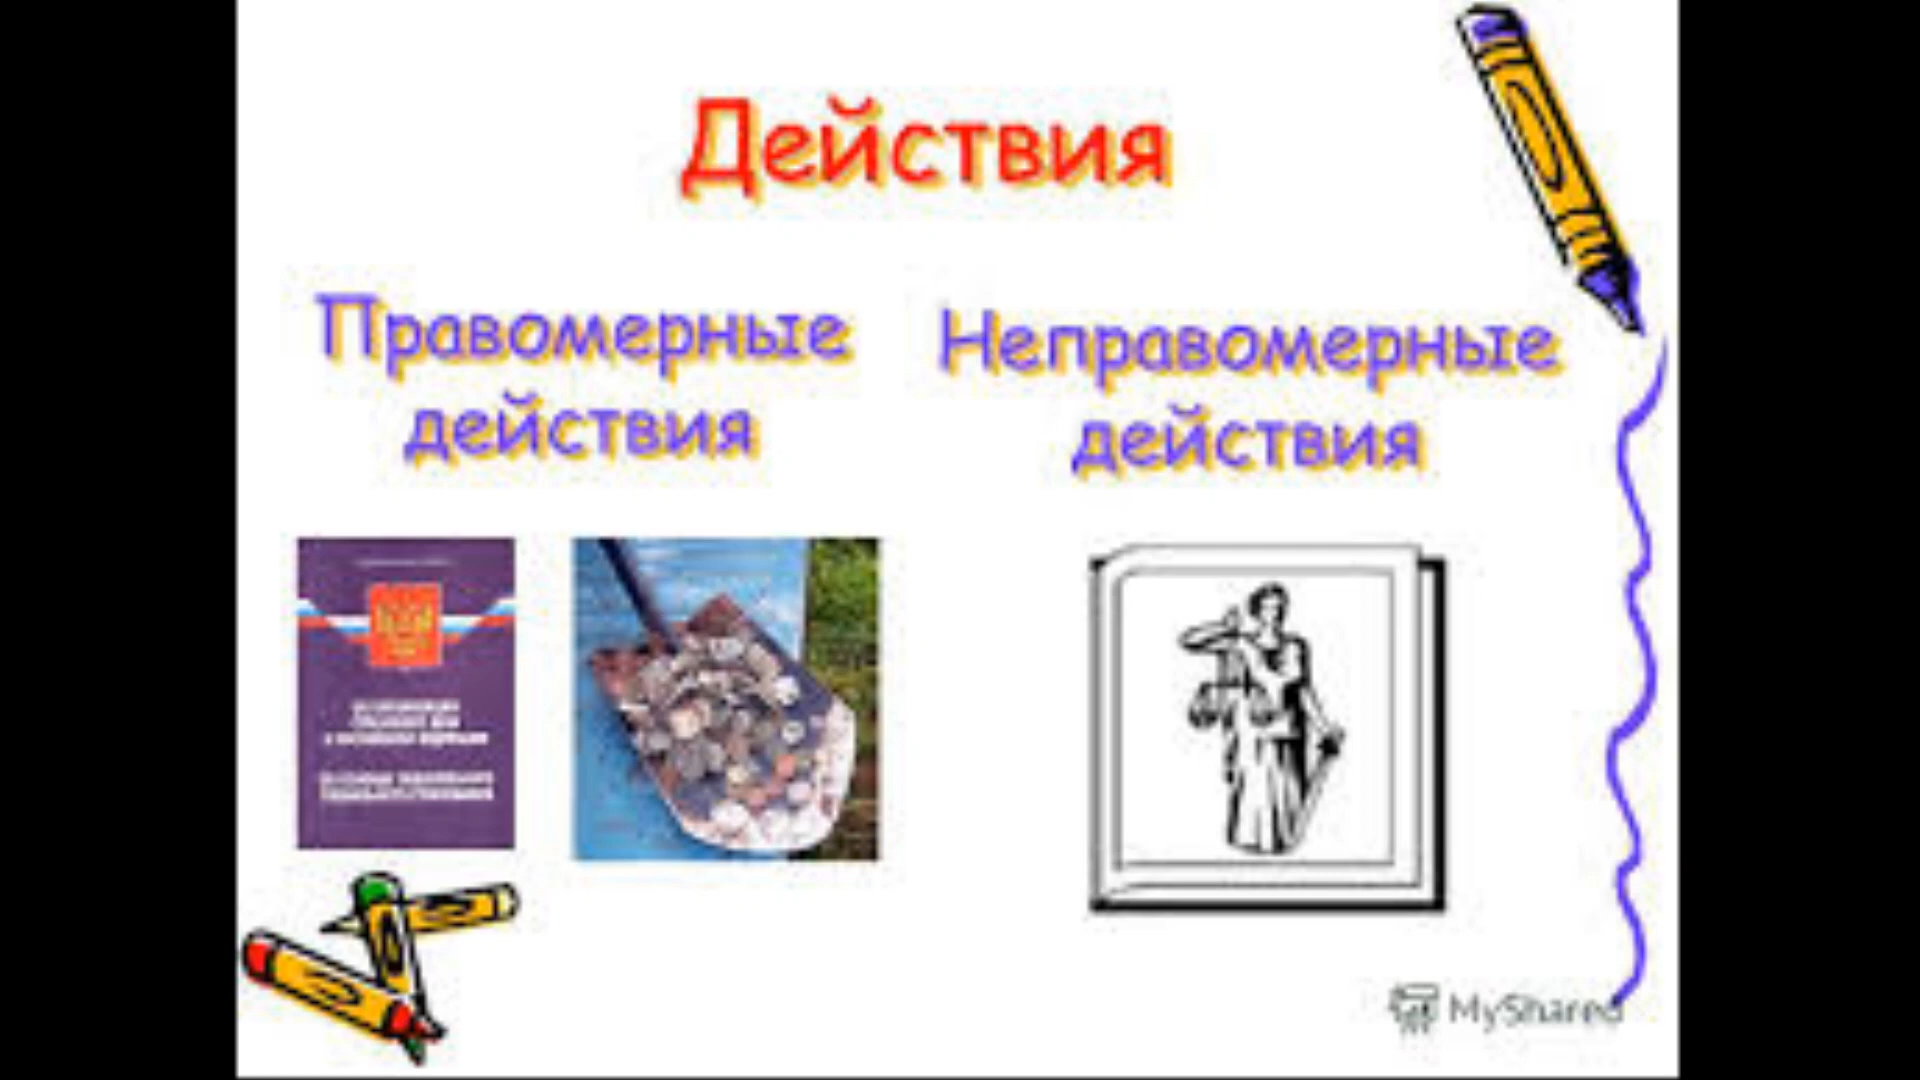 Действия
Правомерные
действия
Неправомерные
действия
MyShared